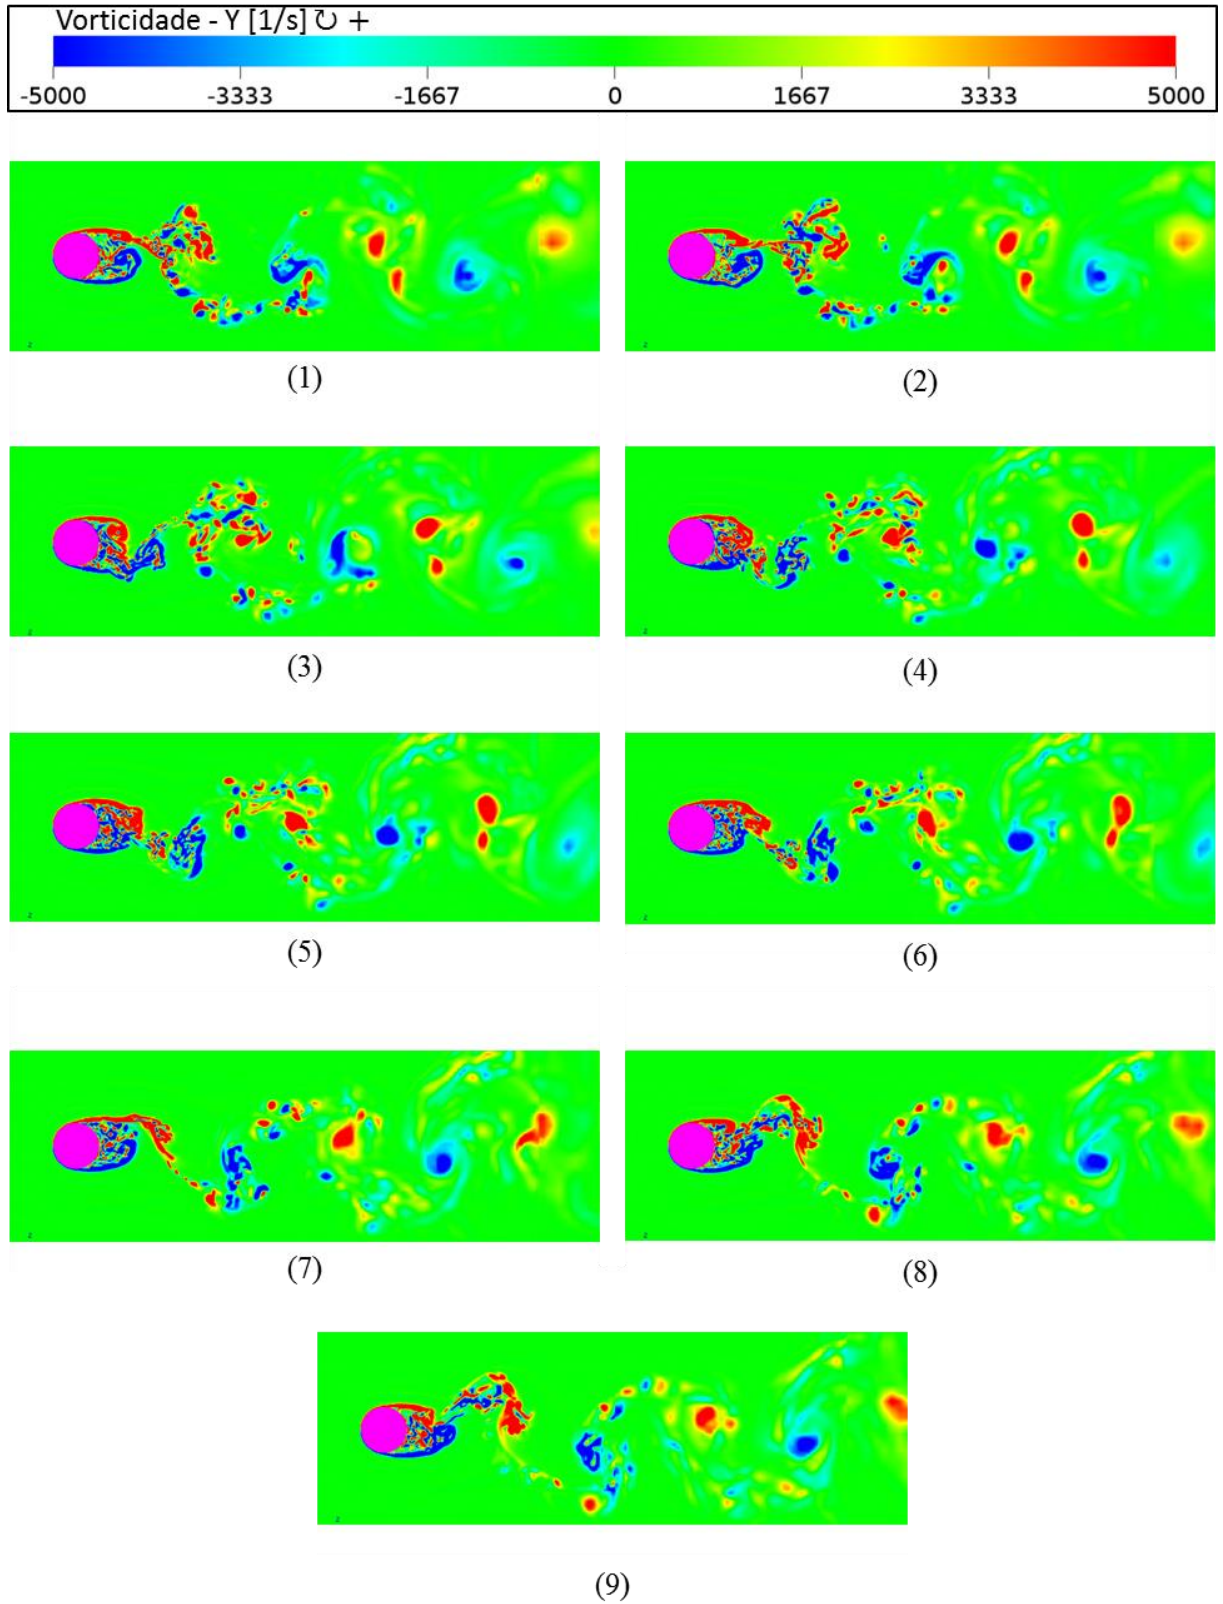 Vorticidade - Y [1/s] ↻ +
-5000 -3333 -1667 0 1667 3333 5000
(1) (2)
(3) (4)
(5) (6)
(7) (8)
(9)